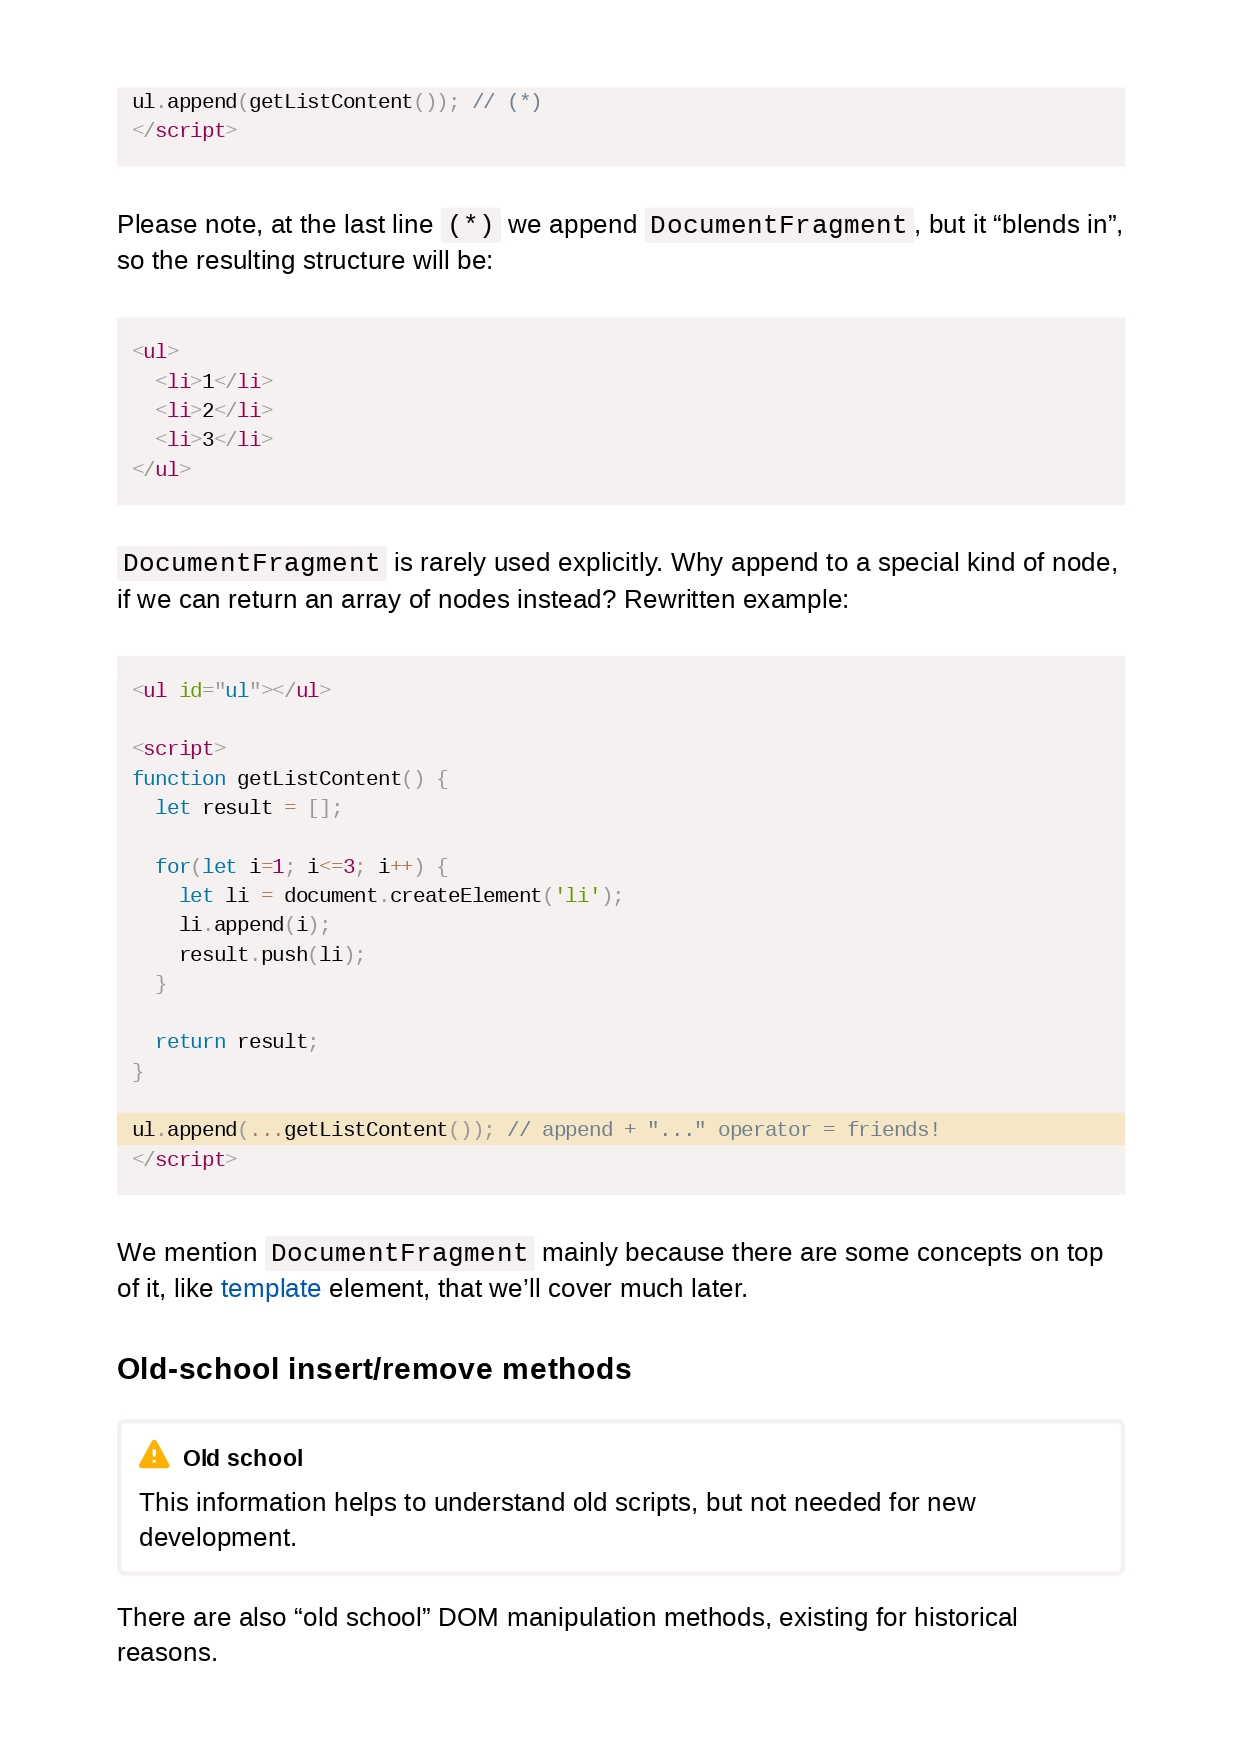 ul.append(getListContent()); // (*)
</script>
Please note, at the last line (*) we append DocumentFragment, but it “blends in”,
so the resulting structure will be:
<ul>
  <li>1</li>
  <li>2</li>
  <li>3</li>
</ul>
DocumentFragment is rarely used explicitly. Why append to a special kind of node,
if we can return an array of nodes instead? Rewritten example:
<ul id="ul"></ul>
<script>
function getListContent() {
  let result = [];
  for(let i=1; i<=3; i++) {
    let li = document.createElement('li');
    li.append(i);
    result.push(li);
  }
  return result;
}
ul.append(...getListContent()); // append + "..." operator = friends!
</script>
We mention DocumentFragment mainly because there are some concepts on top
of it, like template element, that we’ll cover much later.
Old-school insert/remove methods
Old school
This information helps to understand old scripts, but not needed for new
development.
There are also “old school” DOM manipulation methods, existing for historical
reasons.